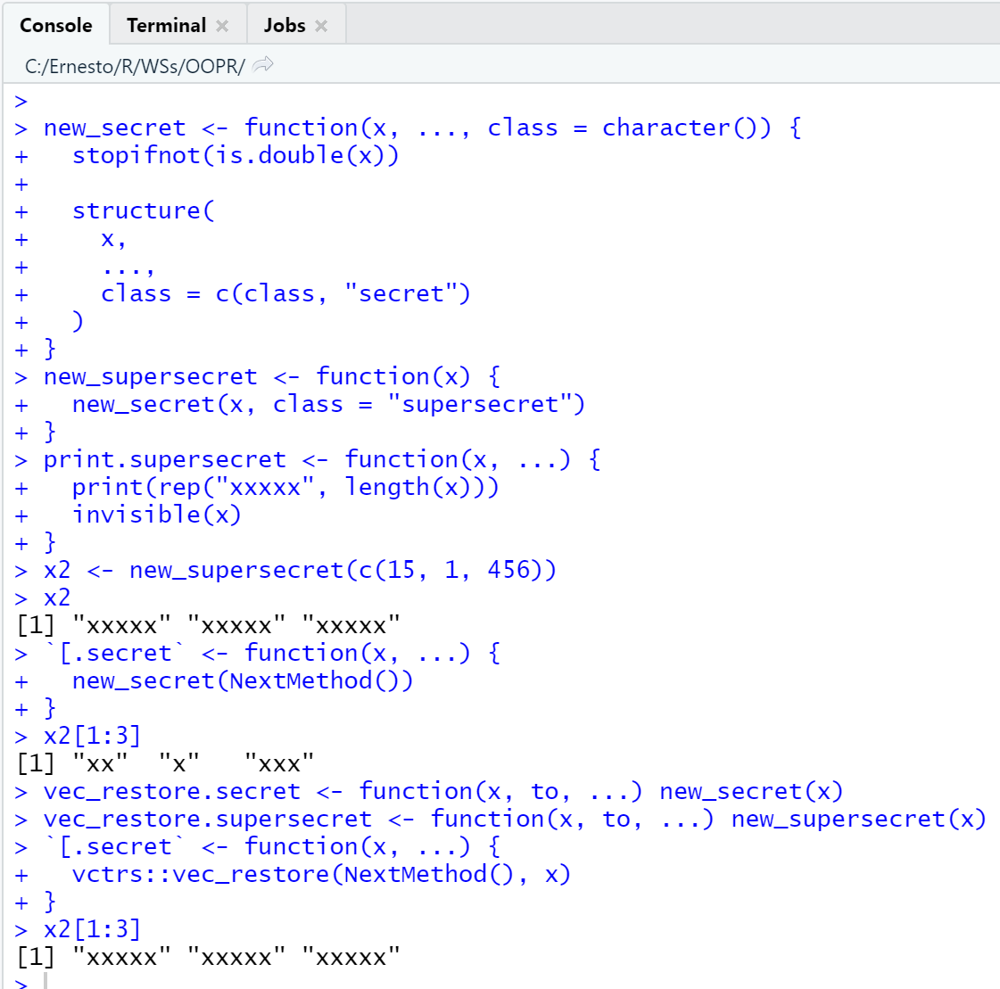 Console Terminal Jobs
C:/Ernesto/R/WSs/OOPR/
>
> new_secret <- function(x, ..., class = character()) {
+   stopifnot(is.double(x))
+
+   structure(
+     x,
+     ...,
+     class = c(class, "secret")
+   )
+ }
> new_supersecret <- function(x) {
+   new_secret(x, class = "supersecret")
+ }
> print.supersecret <- function(x, ...) {
+   print(rep("xxxxx", length(x)))
+   invisible(x)
+ }
> x2 <- new_supersecret(c(15, 1, 456))
> x2
[1] "xxxxx" "xxxxx" "xxxxx"
> `[.secret` <- function(x, ...) {
+   new_secret(NextMethod())
+ }
> x2[1:3]
[1] "xx"  "x"   "xxx"
> vec_restore.secret <- function(x, to, ...) new_secret(x)
> vec_restore.supersecret <- function(x, to, ...) new_supersecret(x)
> `[.secret` <- function(x, ...) {
+   vctrs::vec_restore(NextMethod(), x)
+ }
> x2[1:3]
[1] "xxxxx" "xxxxx" "xxxxx"
>